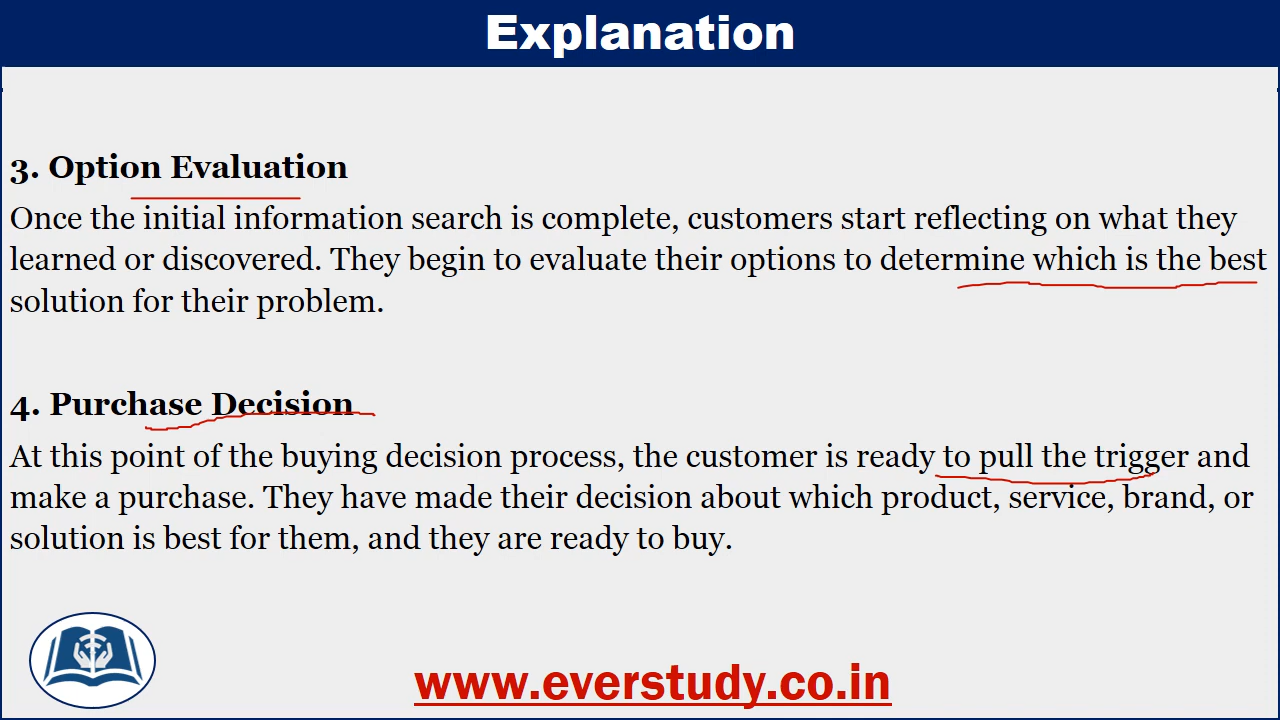 Explanation
3. Option Evaluation
Once the initial information search is complete, customers start reflecting on what they
learned or discovered. They begin to evaluate their options to determine which is the best
solution for their problem.
4. Purchase Decision
At this point of the buying decision process, the customer is ready to pull the trigger and
make a purchase. They have made their decision about which product, service, brand, or
solution is best for them, and they are ready to buy.
www.everstudy.co.in